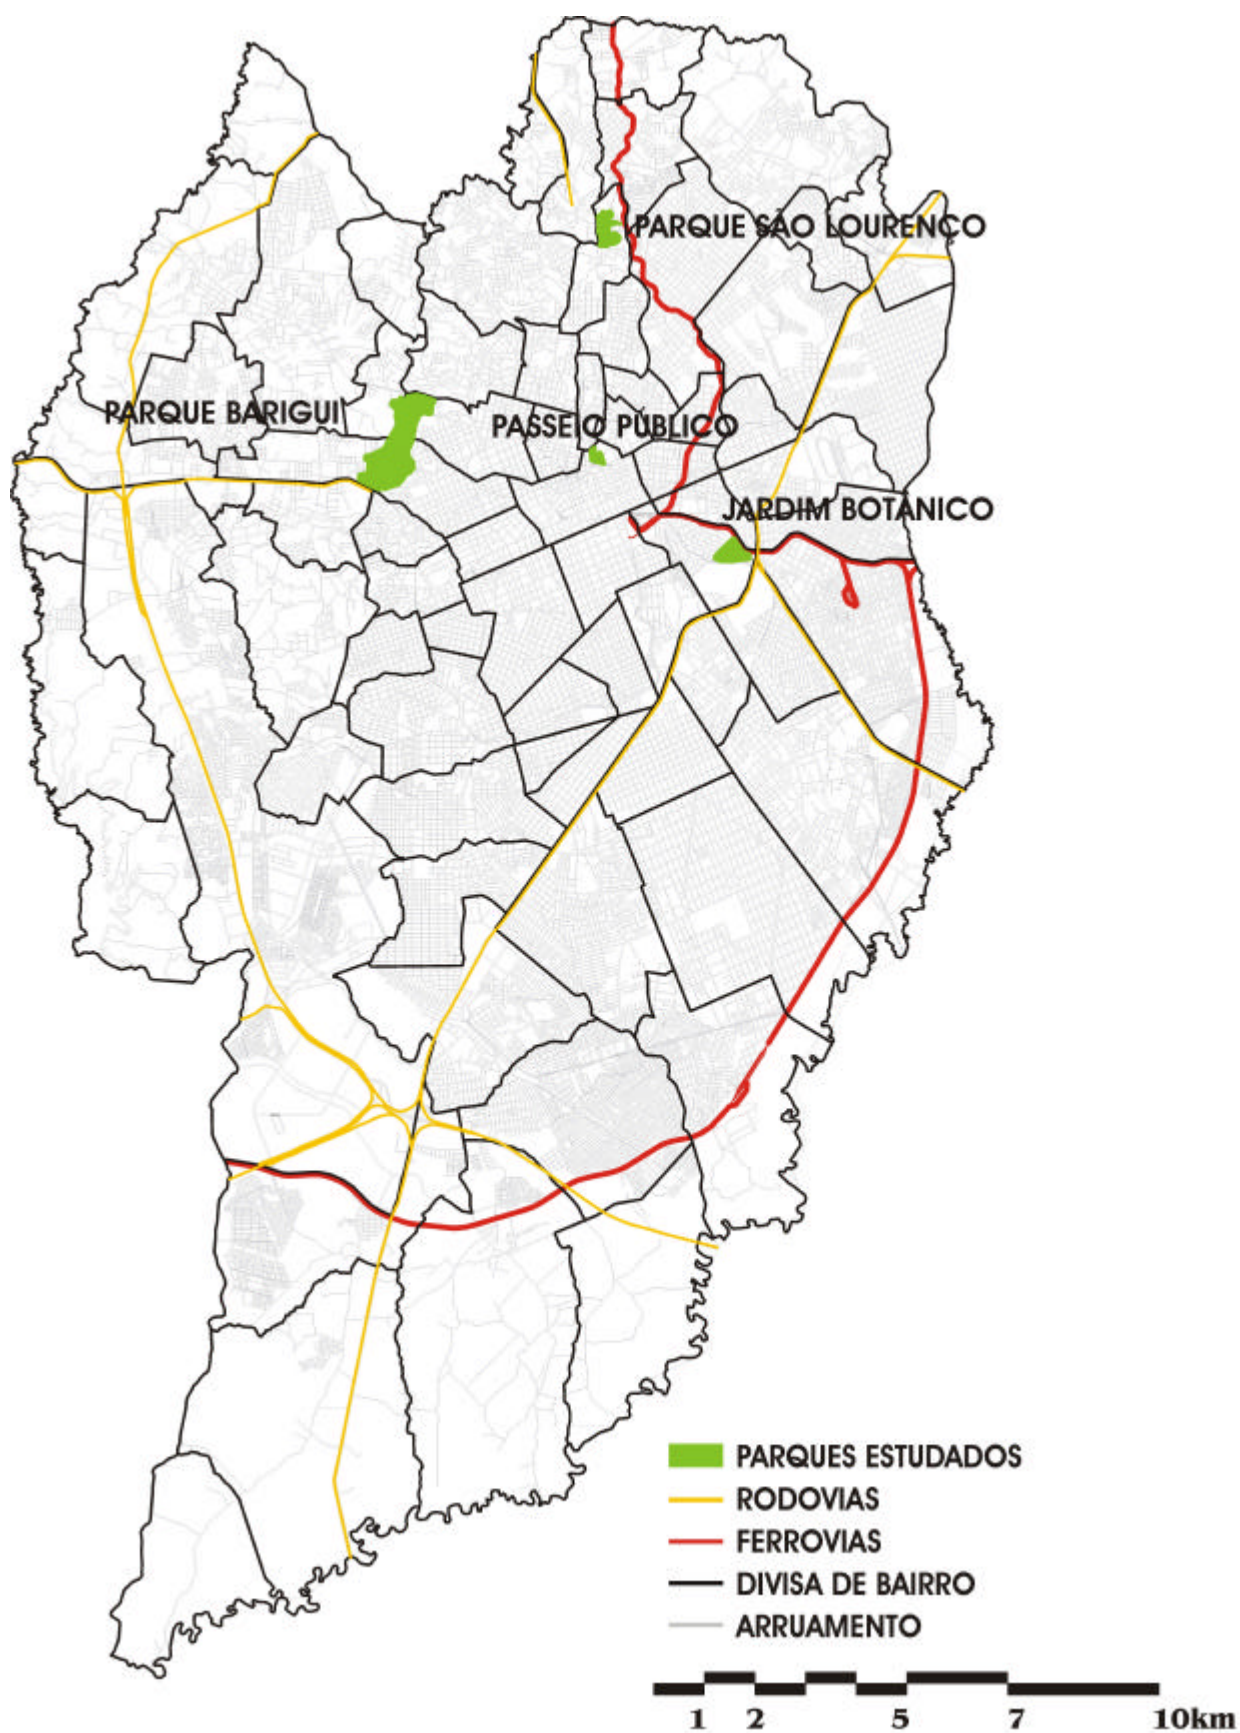 PARQUE SÃO LOURENÇO
PARQUE BARIGUI
PASSEIO PÚBLICO
JARDIM BOTÂNICO
PARQUES ESTUDADOS
RODOVIAS
FERROVIAS
DIVISA DE BAIRRO
ARRUAMENTO
1 2 5 7 10km